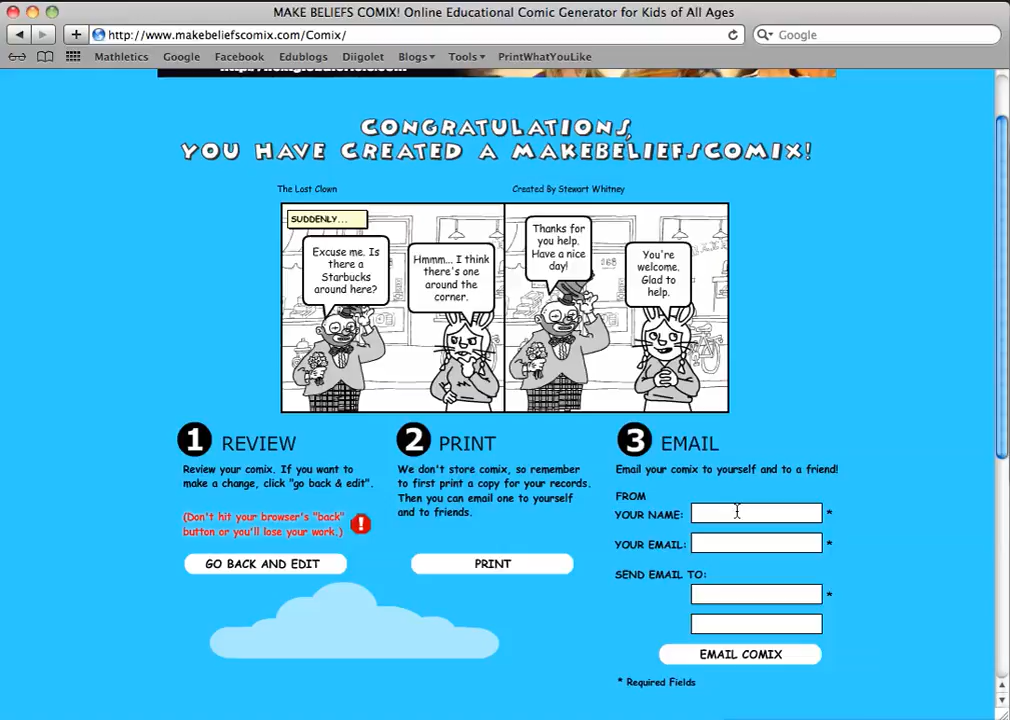 MAKE BELIEFS COMIX! Online Educational Comic Generator for Kids of All Ages
http://www.makebeliefscomix.com/Comix/
Google
Mathletics Google Facebook Edublogs Diigolet Blogs Tools PrintWhatYouLike
CONGRATULATIONS,
YOU HAVE CREATED A MAKEBELIEFSCOMIX!
The Last Clown
Created By Stewart Whitney
SUDDENLY...
Excuse me. Is
there a
Starbucks
around here?
Hmmm... I think
there's one
around the
corner.
Thanks for
you help.
Have a nice
day!
168
You're
welcome.
Glad to
help.
1 REVIEW
Review your comix. If you want to
make a change, click "go back & edit".
(Don't hit your browser's "back"
button or you'll lose your work.)
!
GO BACK AND EDIT
2 PRINT
We don't store comix, so remember
to first print a copy for your records.
Then you can email one to yourself
and to friends.
PRINT
3 EMAIL
Email your comix to yourself and to a friend!
FROM
YOUR NAME: *
YOUR EMAIL: *
SEND EMAIL TO:
*
EMAIL COMIX
* Required Fields